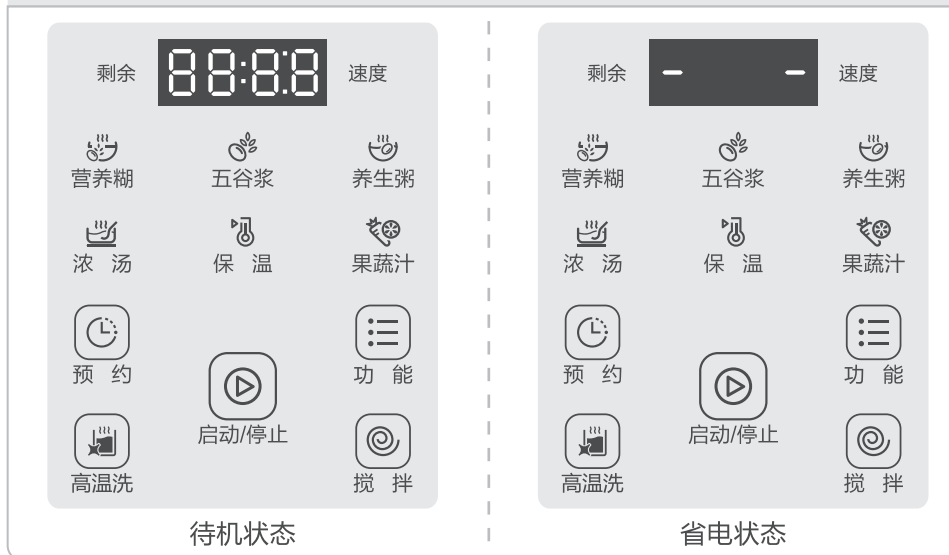 剩余 88:8.8 速度
营养糊 五谷浆 养生粥
浓 汤 保 温 果蔬汁
预 约 功 能
启动/停止
高温洗 搅 拌
待机状态
剩余 - - 速度
营养糊 五谷浆 养生粥
浓 汤 保 温 果蔬汁
预 约 功 能
启动/停止
高温洗 搅 拌
省电状态